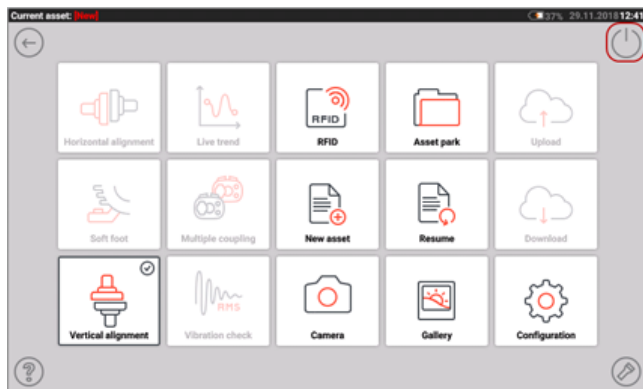 Current asset: [New] 37% 29.11.2018 12:41
RFID
Horizontal alignment Live trend RFID Asset park Upload
Soft foot Multiple coupling New asset Resume Download
RMS
Vertical alignment Vibration check Camera Gallery Configuration
?